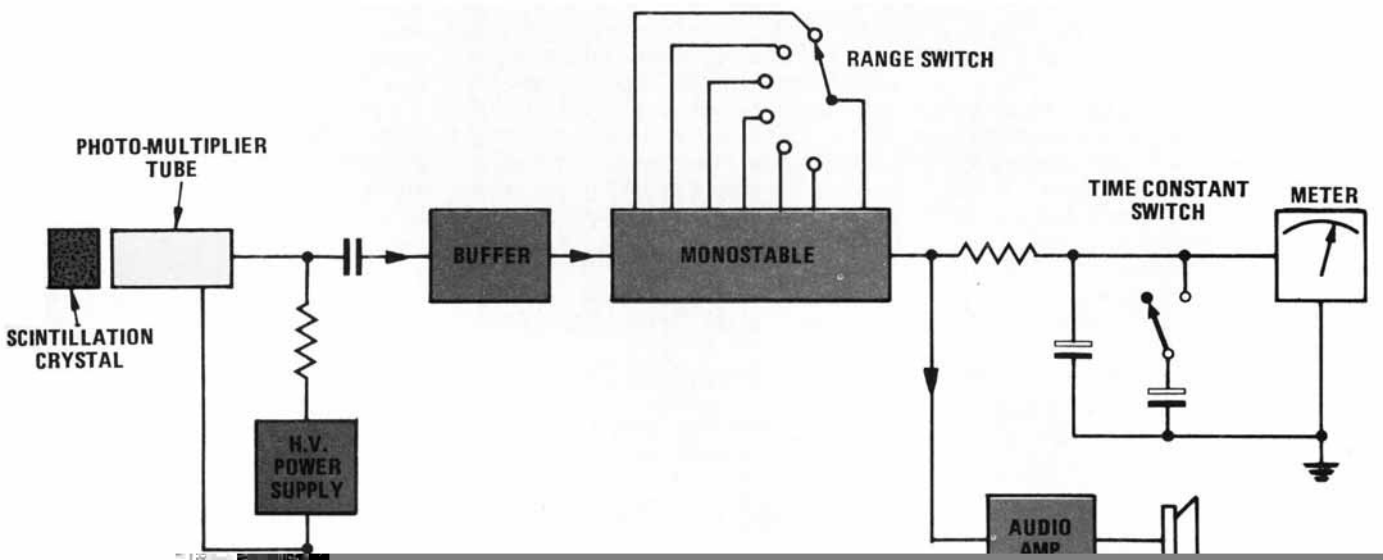 RANGE SWITCH
PHOTO-MULTIPLIER
TUBE
TIME CONSTANT
SWITCH
METER
BUFFER
MONOSTABLE
SCINTILLATION
CRYSTAL
H.V.
POWER
SUPPLY
AUDIO
AMP